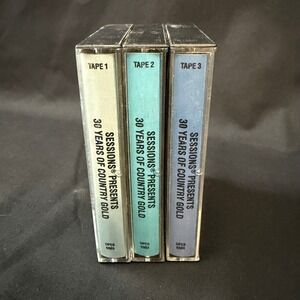 TAPE 1
SESSIONS® PRESENTS
30 YEARS OF COUNTRY GOLD
TAPE 2
SESSIONS® PRESENTS
30 YEARS OF COUNTRY GOLD
TAPE 3
SESSIONS® PRESENTS
30 YEARS OF COUNTRY GOLD